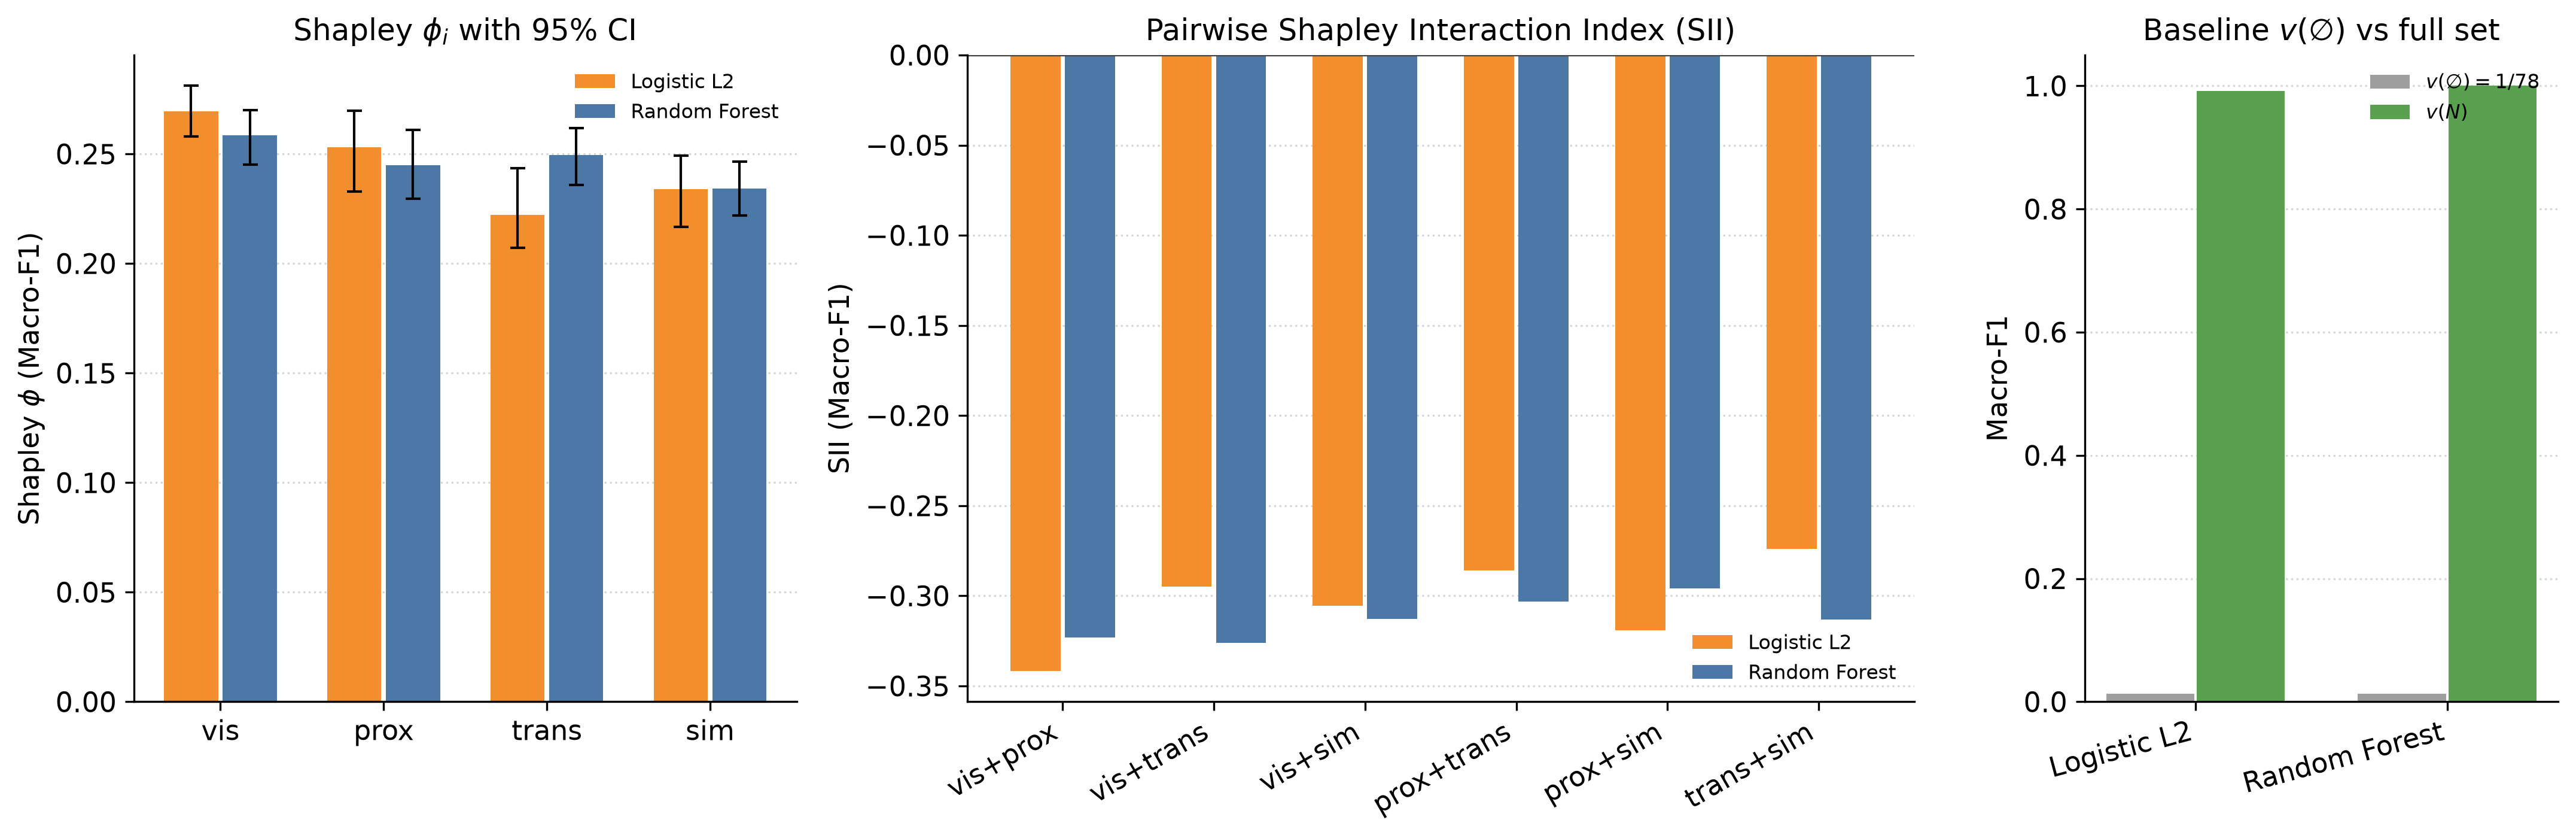 Shapley ϕᵢ with 95% CI
Logistic L2
Random Forest
Shapley ϕ (Macro-F1)
0.25
0.20
0.15
0.10
0.05
0.00
vis
prox
trans
sim
Pairwise Shapley Interaction Index (SII)
SII (Macro-F1)
0.00
−0.05
−0.10
−0.15
−0.20
−0.25
−0.30
−0.35
Logistic L2
Random Forest
vis+prox
vis+trans
vis+sim
prox+trans
prox+sim
trans+sim
Baseline v(∅) vs full set
v(∅) = 1/78
v(N)
Macro-F1
1.0
0.8
0.6
0.4
0.2
0.0
Logistic L2
Random Forest